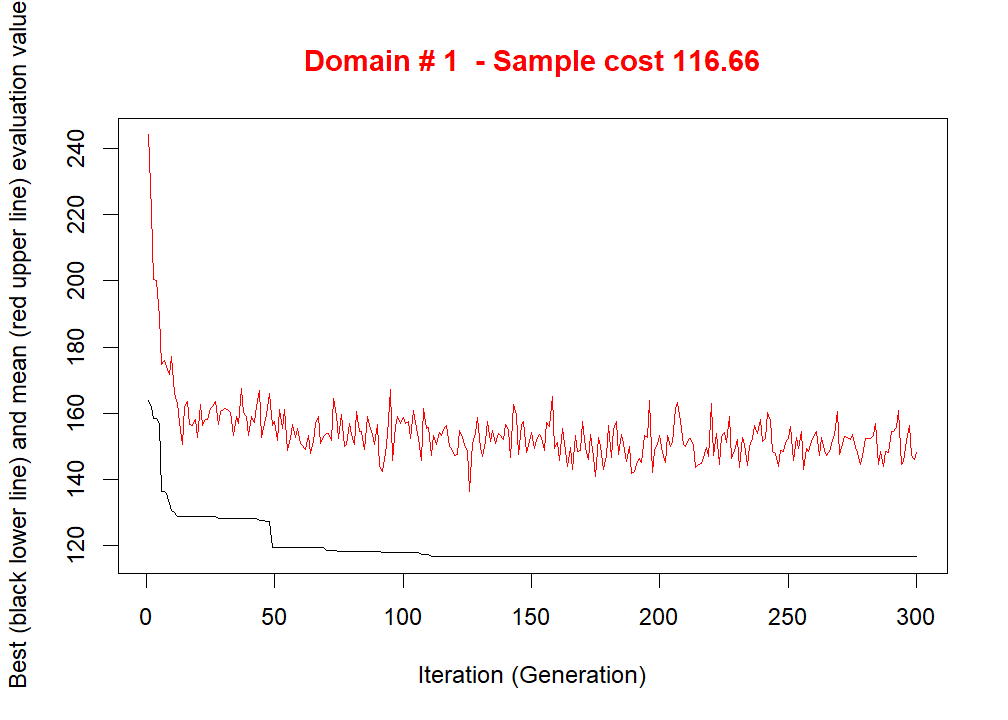 Domain # 1  - Sample cost 116.66
Best (black lower line) and mean (red upper line) evaluation value
240
220
200
180
160
140
120
0 50 100 150 200 250 300
Iteration (Generation)